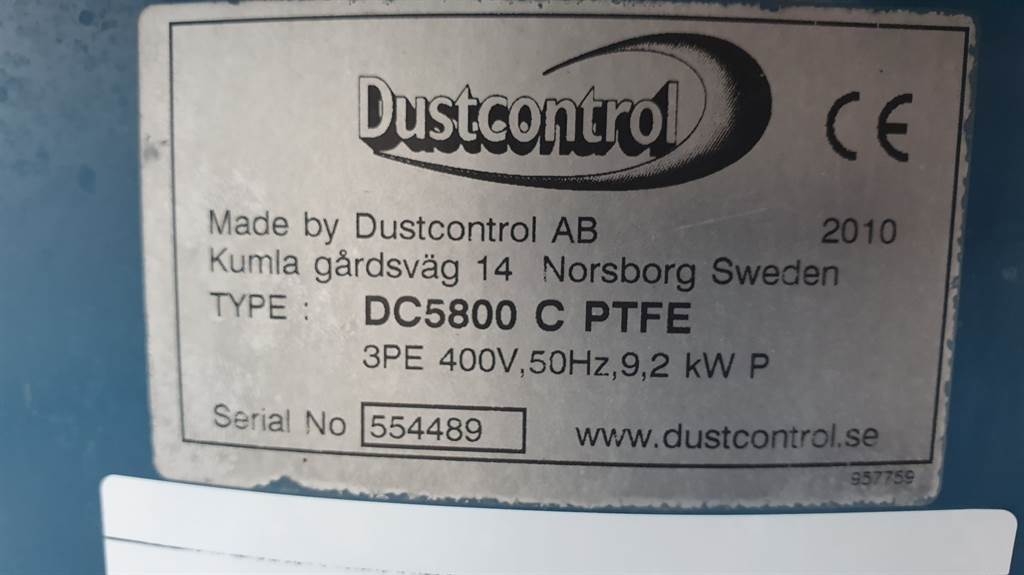 Dustcontrol
CE
Made by Dustcontrol AB 2010
Kumla gårdsväg 14 Norsborg Sweden
TYPE : DC5800 C PTFE
3PE 400V,50Hz,9,2 kW P
Serial No 554489 www.dustcontrol.se
957759